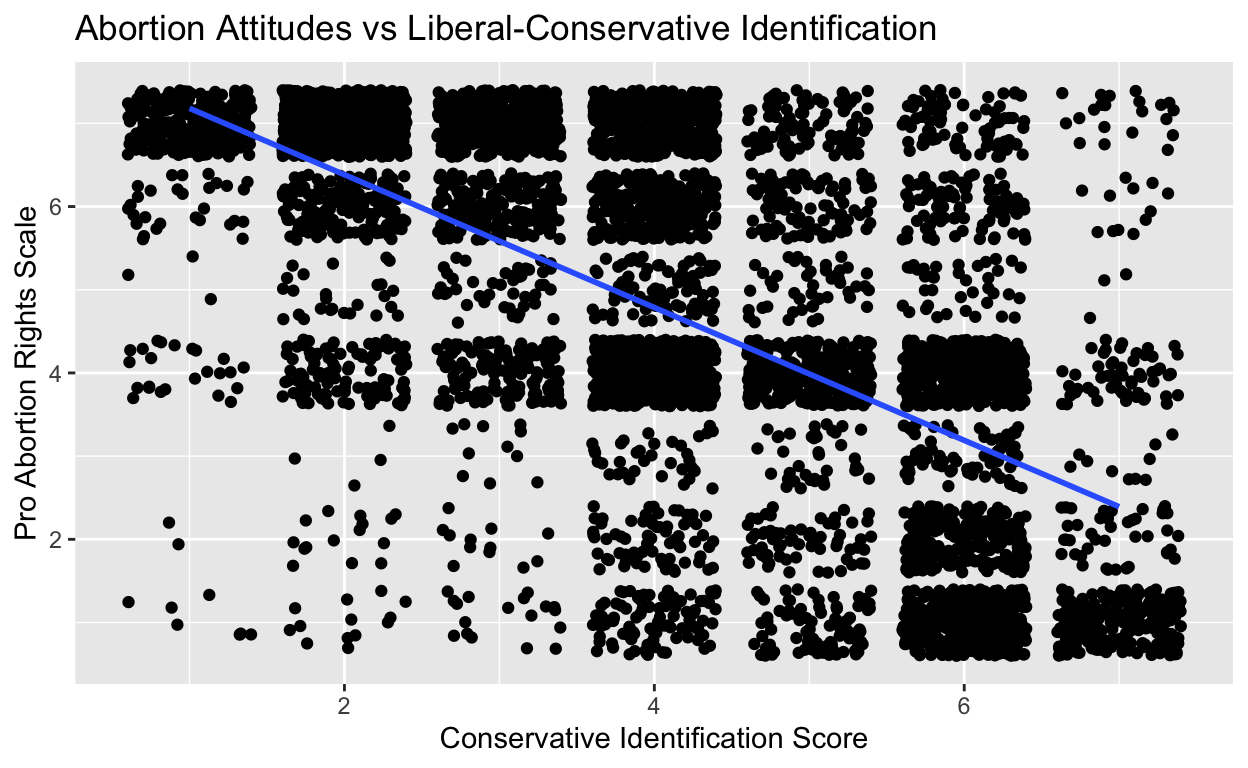 Abortion Attitudes vs Liberal-Conservative Identification
Pro Abortion Rights Scale
6
4
2
2 4 6
Conservative Identification Score